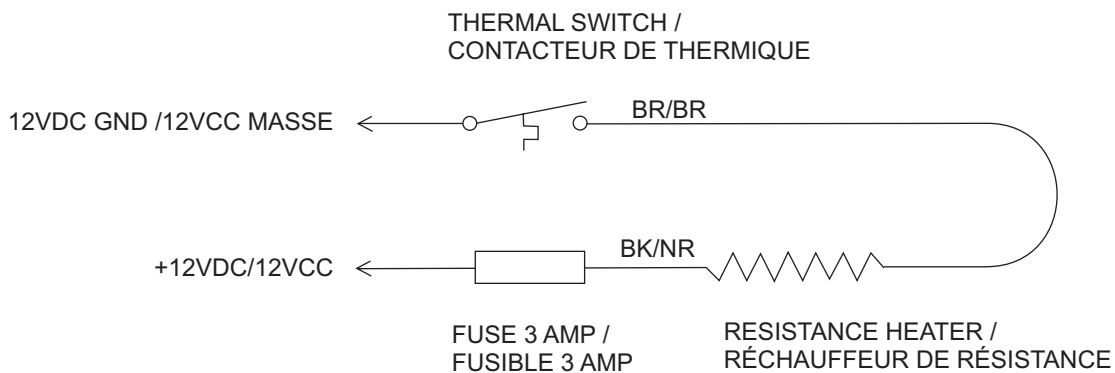 THERMAL SWITCH /
CONTACTEUR DE THERMIQUE
12VDC GND /12VCC MASSE
BR/BR
+12VDC/12VCC
BK/NR
FUSE 3 AMP /
FUSIBLE 3 AMP
RESISTANCE HEATER /
RÉCHAUFFEUR DE RÉSISTANCE